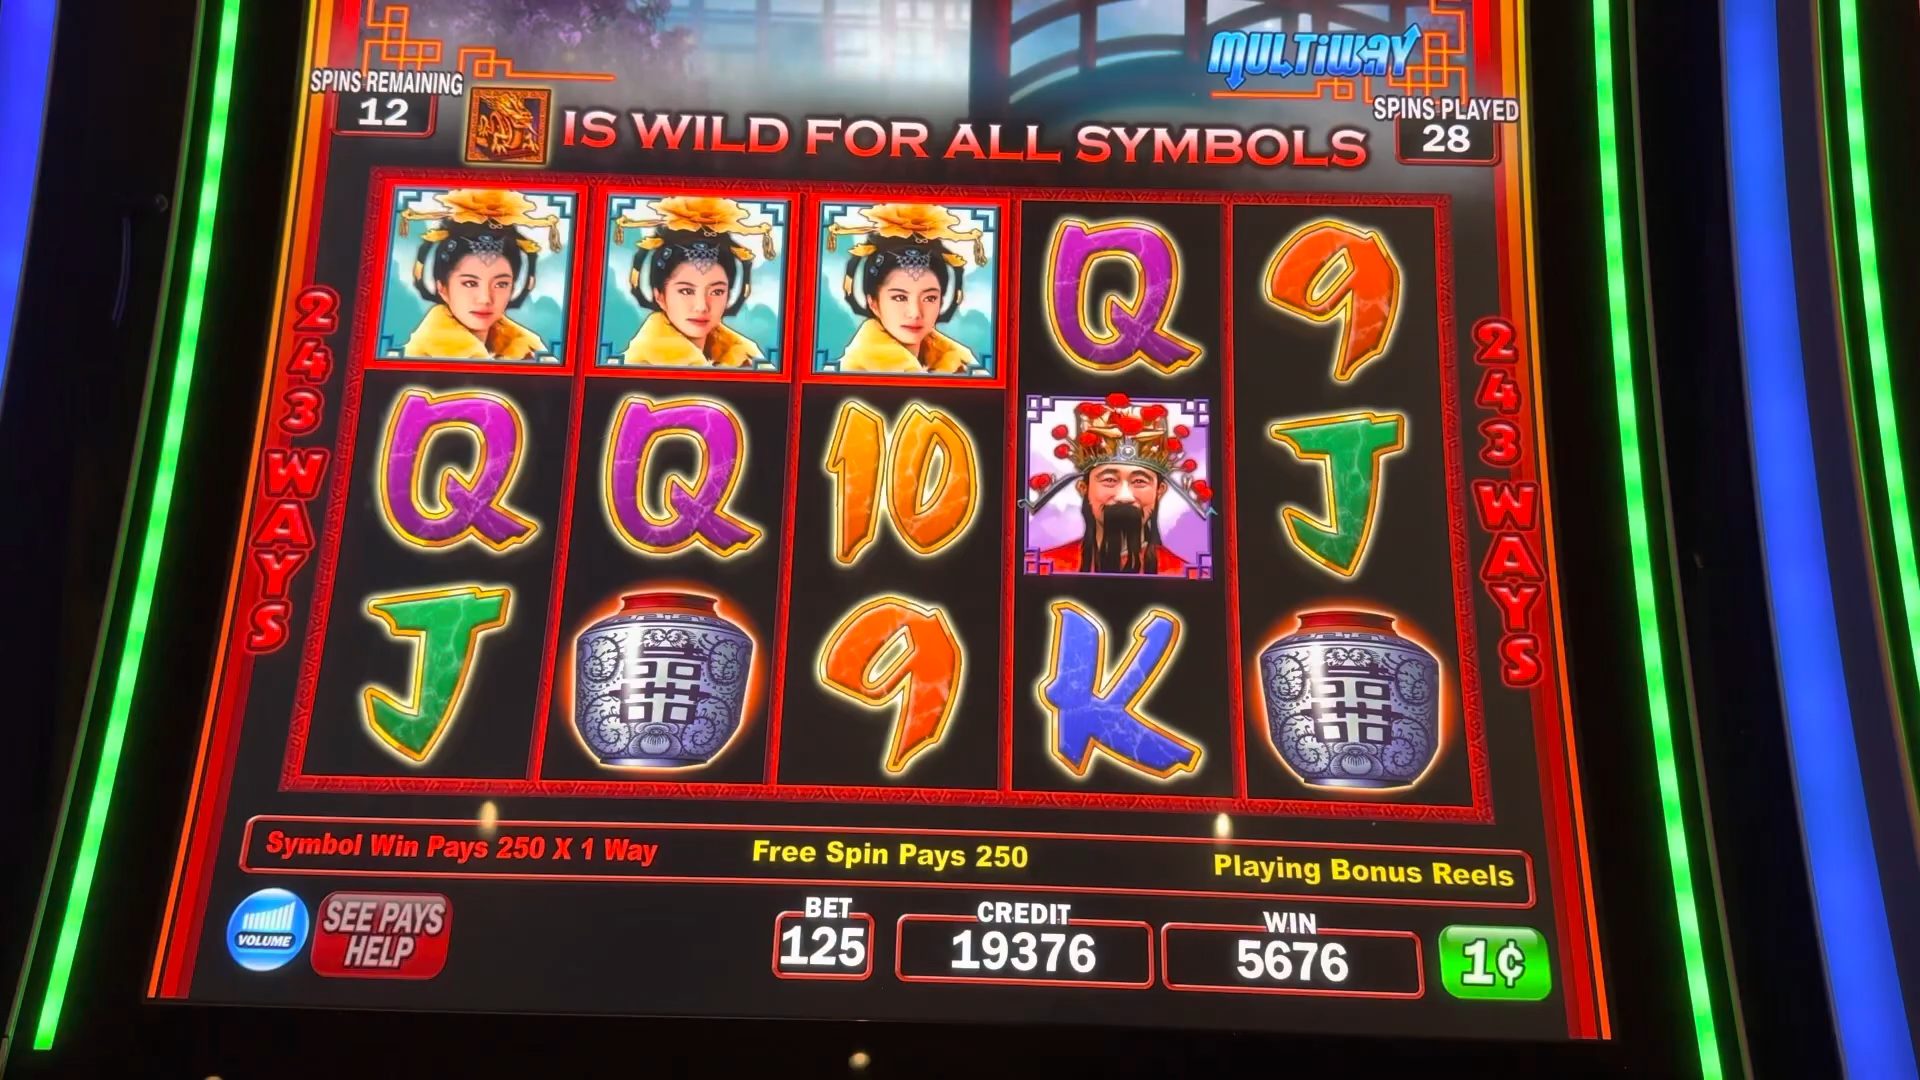 MULTIWAY
SPINS REMAINING
12
IS WILD FOR ALL SYMBOLS
SPINS PLAYED
28
243 WAYS
243 WAYS
Q
9
Q
Q
10
J
J
9
K
Symbol Win Pays 250 X 1 Way
Free Spin Pays 250
Playing Bonus Reels
VOLUME
SEE PAYS
HELP
BET
125
CREDIT
19376
WIN
5676
1¢